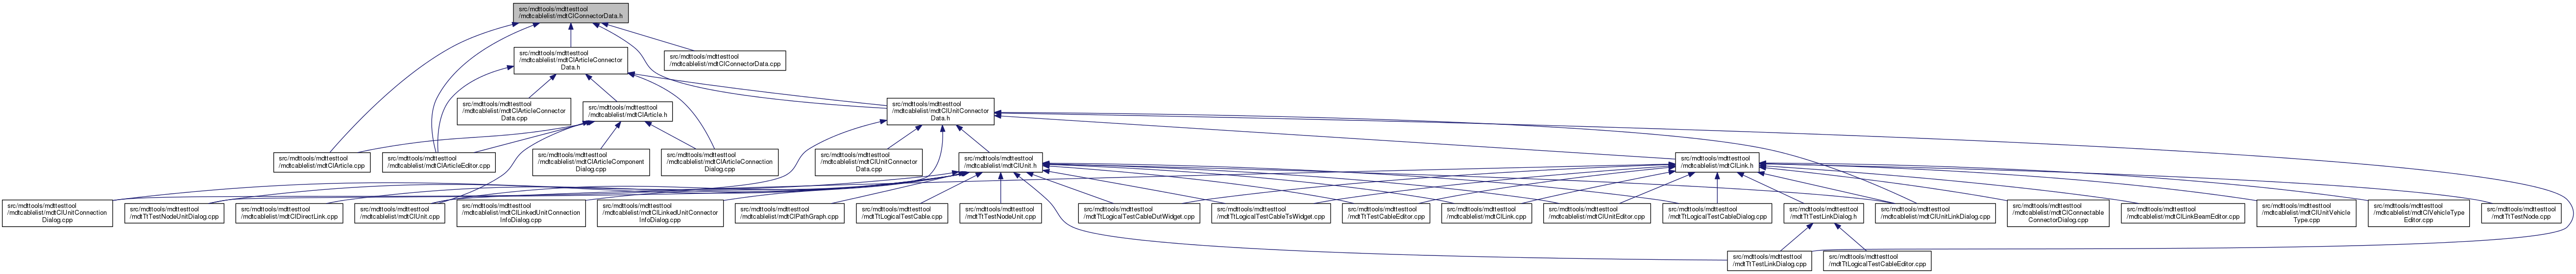 src/mdttools/mdttesttool
/mdtcablelist/mdtClConnectorData.h
src/mdttools/mdttesttool
/mdtcablelist/mdtClArticleConnector
Data.h
src/mdttools/mdttesttool
/mdtcablelist/mdtClConnectorData.cpp
src/mdttools/mdttesttool
/mdtcablelist/mdtClArticleConnector
Data.cpp
src/mdttools/mdttesttool
/mdtcablelist/mdtClArticle.h
src/mdttools/mdttesttool
/mdtcablelist/mdtClUnitConnector
Data.h
src/mdttools/mdttesttool
/mdtcablelist/mdtClArticle.cpp
src/mdttools/mdttesttool
/mdtcablelist/mdtClArticleEditor.cpp
src/mdttools/mdttesttool
/mdtcablelist/mdtClArticleComponent
Dialog.cpp
src/mdttools/mdttesttool
/mdtcablelist/mdtClArticleConnection
Dialog.cpp
src/mdttools/mdttesttool
/mdtcablelist/mdtClUnitConnector
Data.cpp
src/mdttools/mdttesttool
/mdtcablelist/mdtClUnit.h
src/mdttools/mdttesttool
/mdtcablelist/mdtClLink.h
src/mdttools/mdttesttool
/mdtcablelist/mdtClUnitConnection
Dialog.cpp
src/mdttools/mdttesttool
/mdtTtTestNodeUnitDialog.cpp
src/mdttools/mdttesttool
/mdtcablelist/mdtClDirectLink.cpp
src/mdttools/mdttesttool
/mdtcablelist/mdtClUnit.cpp
src/mdttools/mdttesttool
/mdtcablelist/mdtClLinkedUnitConnection
InfoDialog.cpp
src/mdttools/mdttesttool
/mdtcablelist/mdtClLinkedUnitConnector
InfoDialog.cpp
src/mdttools/mdttesttool
/mdtcablelist/mdtClPathGraph.cpp
src/mdttools/mdttesttool
/mdtTtLogicalTestCable.cpp
src/mdttools/mdttesttool
/mdtTtTestNodeUnit.cpp
src/mdttools/mdttesttool
/mdtTtLogicalTestCableDutWidget.cpp
src/mdttools/mdttesttool
/mdtTtLogicalTestCableTsWidget.cpp
src/mdttools/mdttesttool
/mdtTtTestCableEditor.cpp
src/mdttools/mdttesttool
/mdtcablelist/mdtClLink.cpp
src/mdttools/mdttesttool
/mdtcablelist/mdtClUnitEditor.cpp
src/mdttools/mdttesttool
/mdtTtLogicalTestCableDialog.cpp
src/mdttools/mdttesttool
/mdtTtTestLinkDialog.h
src/mdttools/mdttesttool
/mdtcablelist/mdtClUnitLinkDialog.cpp
src/mdttools/mdttesttool
/mdtcablelist/mdtClConnectable
ConnectorDialog.cpp
src/mdttools/mdttesttool
/mdtcablelist/mdtClLinkBeamEditor.cpp
src/mdttools/mdttesttool
/mdtcablelist/mdtClUnitVehicle
Type.cpp
src/mdttools/mdttesttool
/mdtcablelist/mdtClVehicleType
Editor.cpp
src/mdttools/mdttesttool
/mdtTtTestNode.cpp
src/mdttools/mdttesttool
/mdtTtTestLinkDialog.cpp
src/mdttools/mdttesttool
/mdtTtLogicalTestCableEditor.cpp